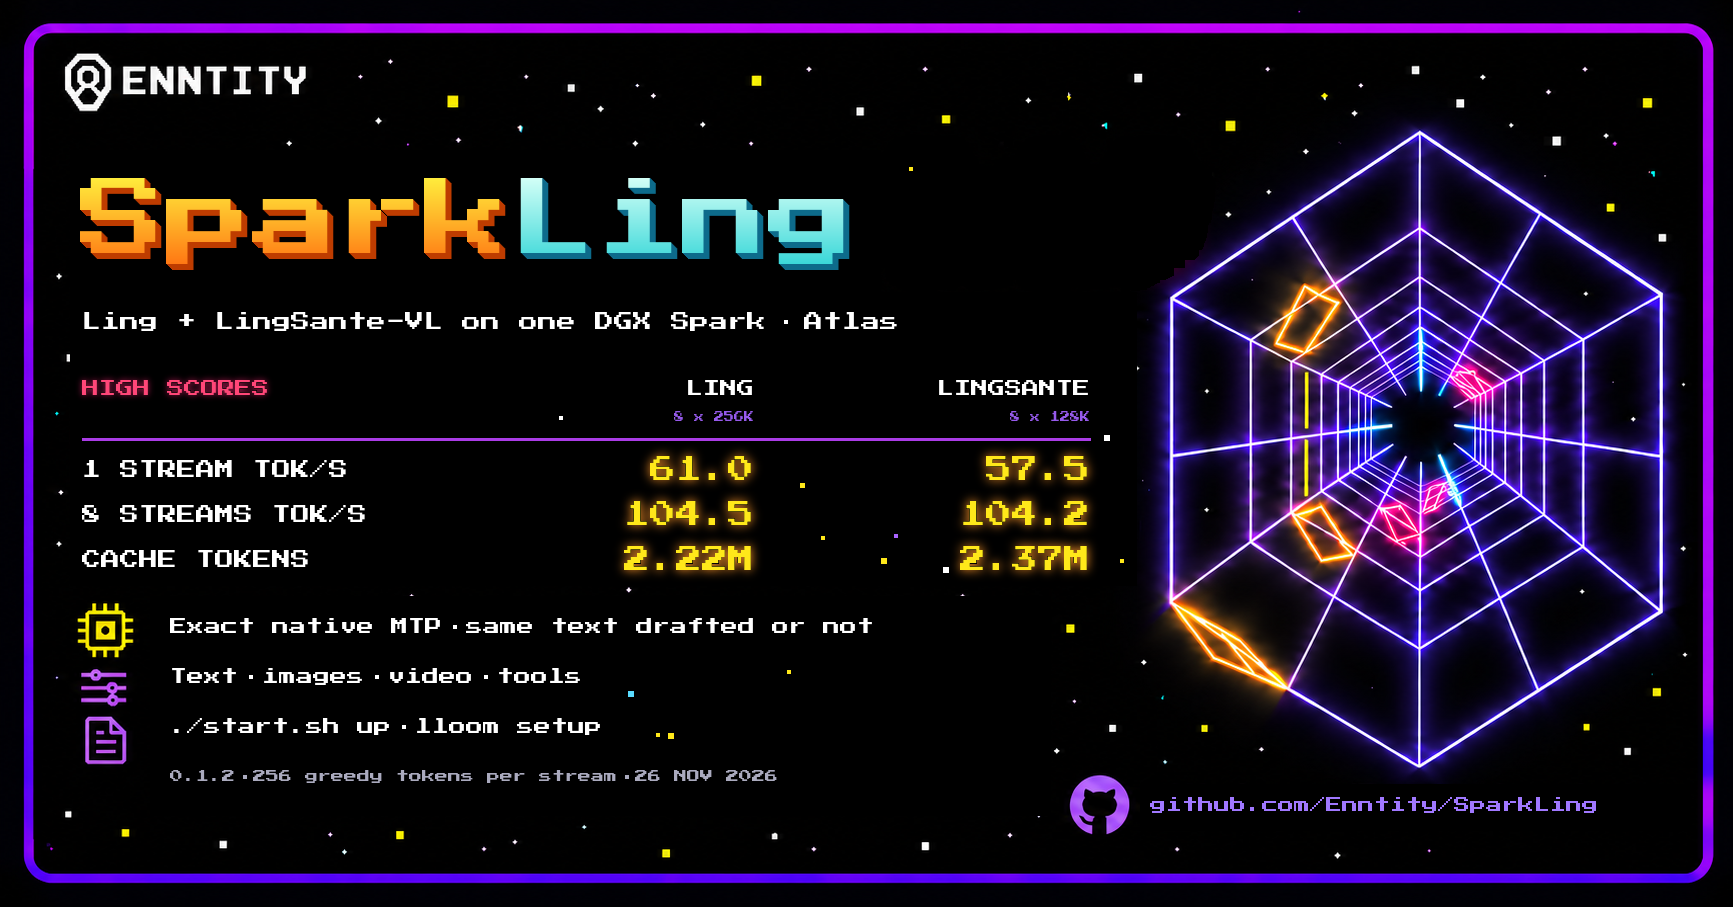 ENNTITY
SparkLing
Ling + LingSante-VL on one DGX Spark · Atlas
HIGH SCORES LING LINGSANTE
8 x 256K 8 x 128K
1 STREAM TOK/S 61.0 57.5
8 STREAMS TOK/S 104.5 104.2
CACHE TOKENS 2.22M 2.37M
Exact native MTP · same text drafted or not
Text · images · video · tools
./start.sh up · lloom setup
0.1.2 · 256 greedy tokens per stream · 26 NOV 2026
github.com/Enntity/SparkLing